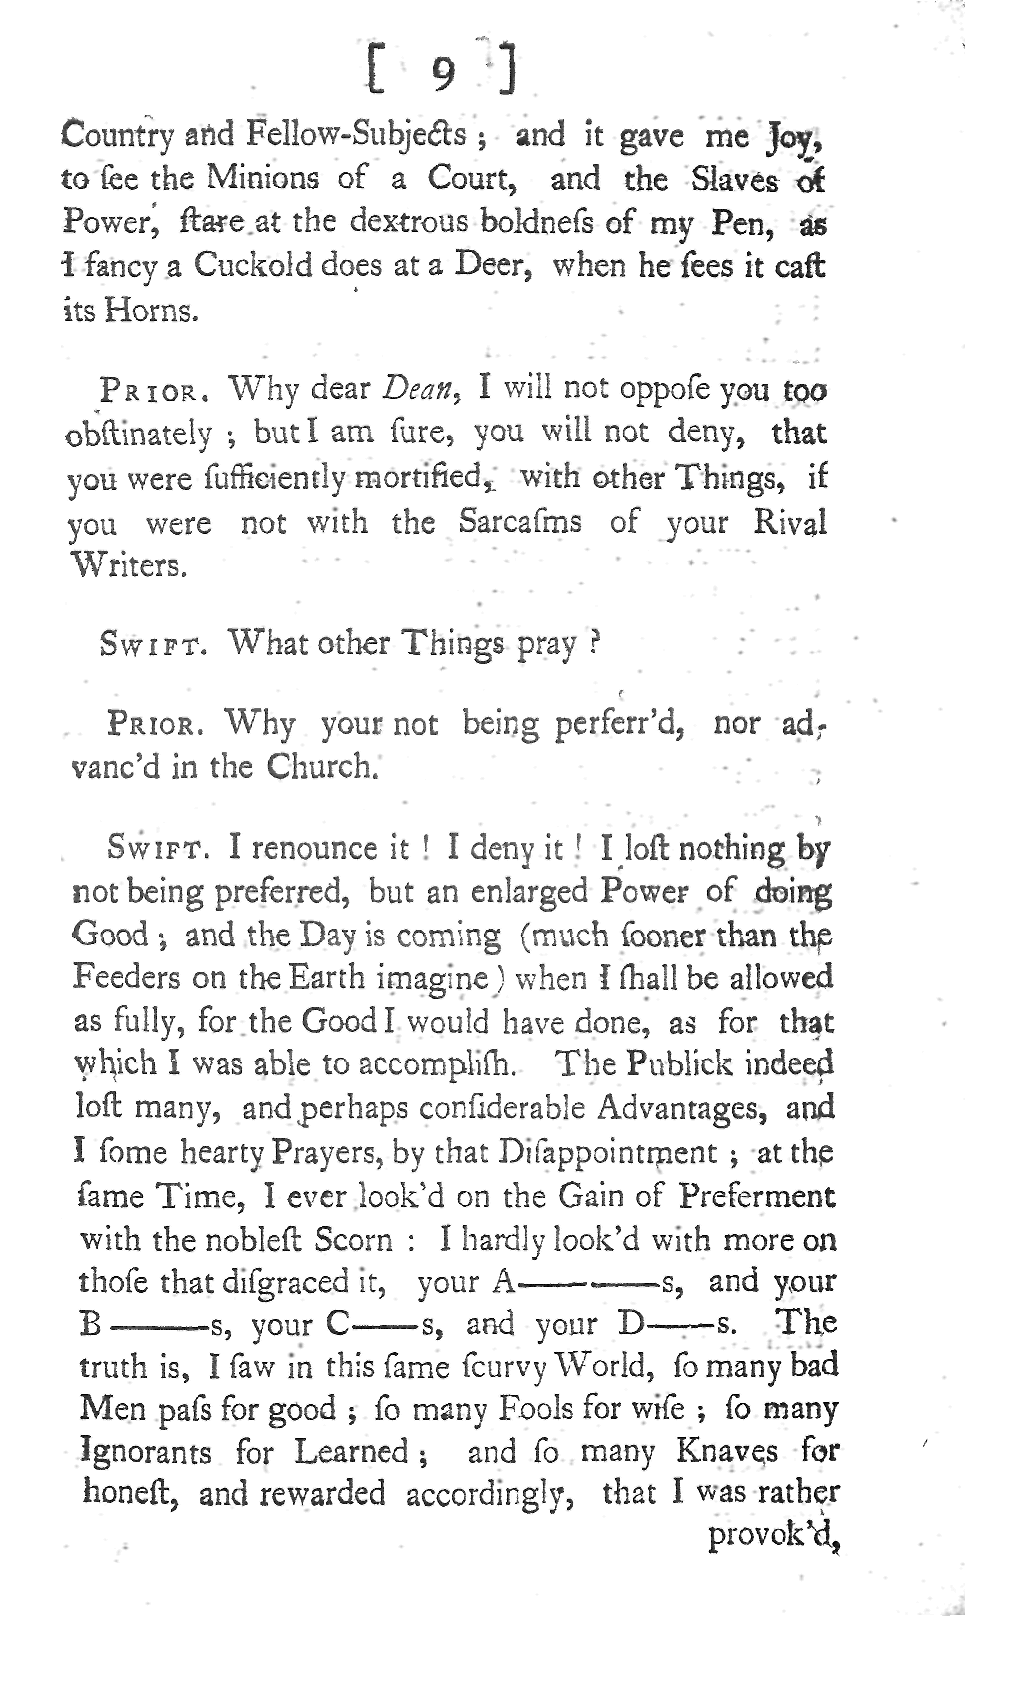 [ 9 ]
Country and Fellow-Subjects ; and it gave me Joy,
to ſee the Minions of a Court, and the Slaves of
Power, ſtare at the dextrous boldneſs of my Pen, as
I fancy a Cuckold does at a Deer, when he ſees it caſt
its Horns.
PRIOR. Why dear Dean, I will not oppoſe you too
obſtinately ; but I am ſure, you will not deny, that
you were ſufficiently mortified, with other Things, if
you were not with the Sarcaſms of your Rival
Writers.
SWIFT. What other Things pray ?
PRIOR. Why your not being perferr'd, nor ad-
vanc'd in the Church.
SWIFT. I renounce it ! I deny it ! I loſt nothing by
not being preferred, but an enlarged Power of doing
Good ; and the Day is coming (much ſooner than the
Feeders on the Earth imagine) when I ſhall be allowed
as fully, for the Good I would have done, as for that
which I was able to accompliſh. The Publick indeed
loſt many, and perhaps conſiderable Advantages, and
I ſome hearty Prayers, by that Diſappointment ; at the
ſame Time, I ever look'd on the Gain of Preferment
with the nobleſt Scorn : I hardly look'd with more on
thoſe that diſgraced it, your A————s, and your
B———s, your C——s, and your D——s. The
truth is, I ſaw in this ſame ſcurvy World, ſo many bad
Men paſs for good ; ſo many Fools for wiſe ; ſo many
Ignorants for Learned ; and ſo many Knaves for
honeſt, and rewarded accordingly, that I was rather
provok'd,